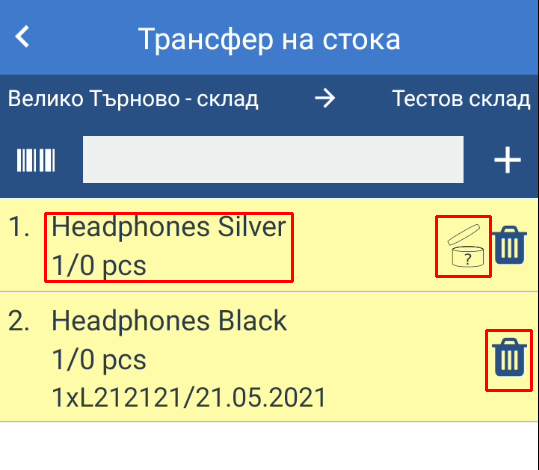 Трансфер на стока
Велико Търново - склад → Тестов склад
1. Headphones Silver
1/0 pcs
?
2. Headphones Black
1/0 pcs
1xL212121/21.05.2021